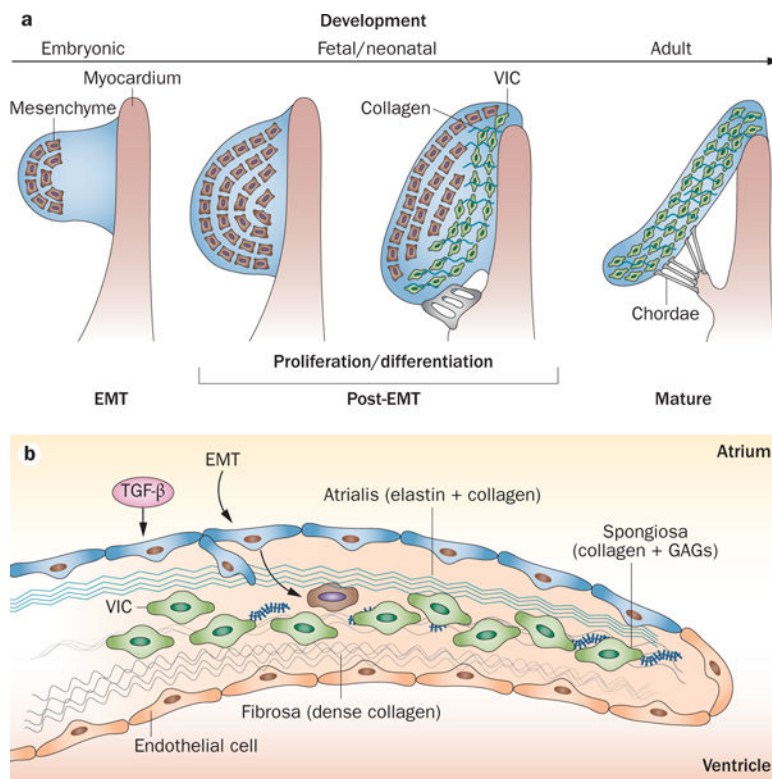 a
Development
Embryonic Fetal/neonatal Adult
Myocardium VIC
Mesenchyme Collagen
Chordae
Proliferation/differentiation
EMT Post-EMT Mature
b
Atrium
EMT
TGF-β
Atrialis (elastin + collagen)
Spongiosa
(collagen + GAGs)
VIC
Fibrosa (dense collagen)
Endothelial cell
Ventricle